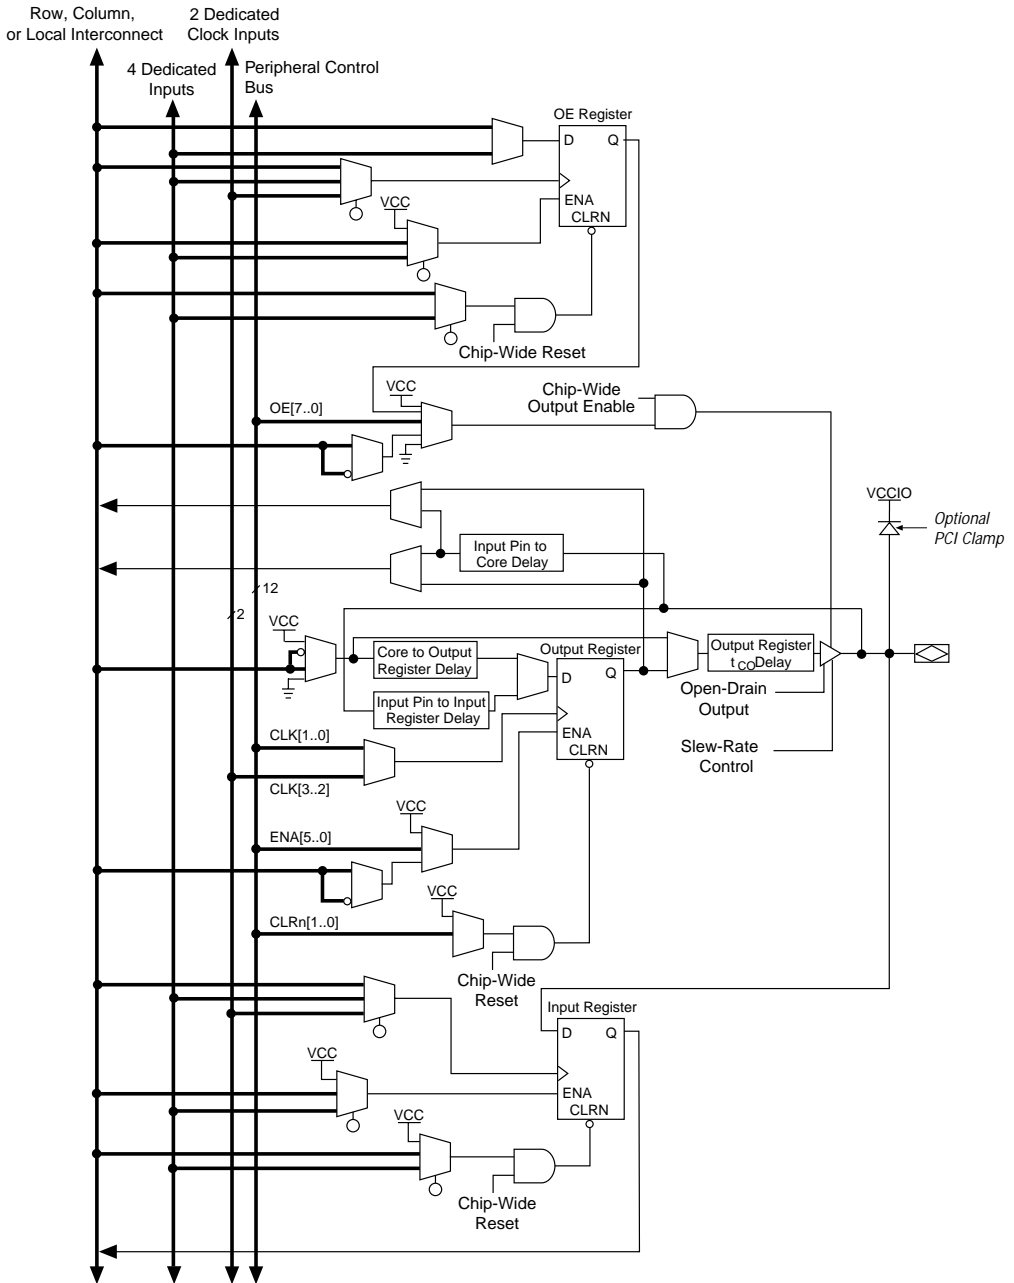 Row, Column,
or Local Interconnect
2 Dedicated
Clock Inputs
4 Dedicated
Inputs
Peripheral Control
Bus
OE Register
D Q
ENA
CLRN
VCC
Chip-Wide Reset
VCC
OE[7..0]
Chip-Wide
Output Enable
VCCIO
Optional
PCI Clamp
Input Pin to
Core Delay
12
2
VCC
Core to Output
Register Delay
Input Pin to Input
Register Delay
Output Register
D Q
ENA
CLRN
Output Register
tCO Delay
Open-Drain
Output
Slew-Rate
Control
CLK[1..0]
CLK[3..2]
VCC
ENA[5..0]
VCC
CLRn[1..0]
Chip-Wide
Reset
Input Register
D Q
ENA
CLRN
VCC
VCC
Chip-Wide
Reset